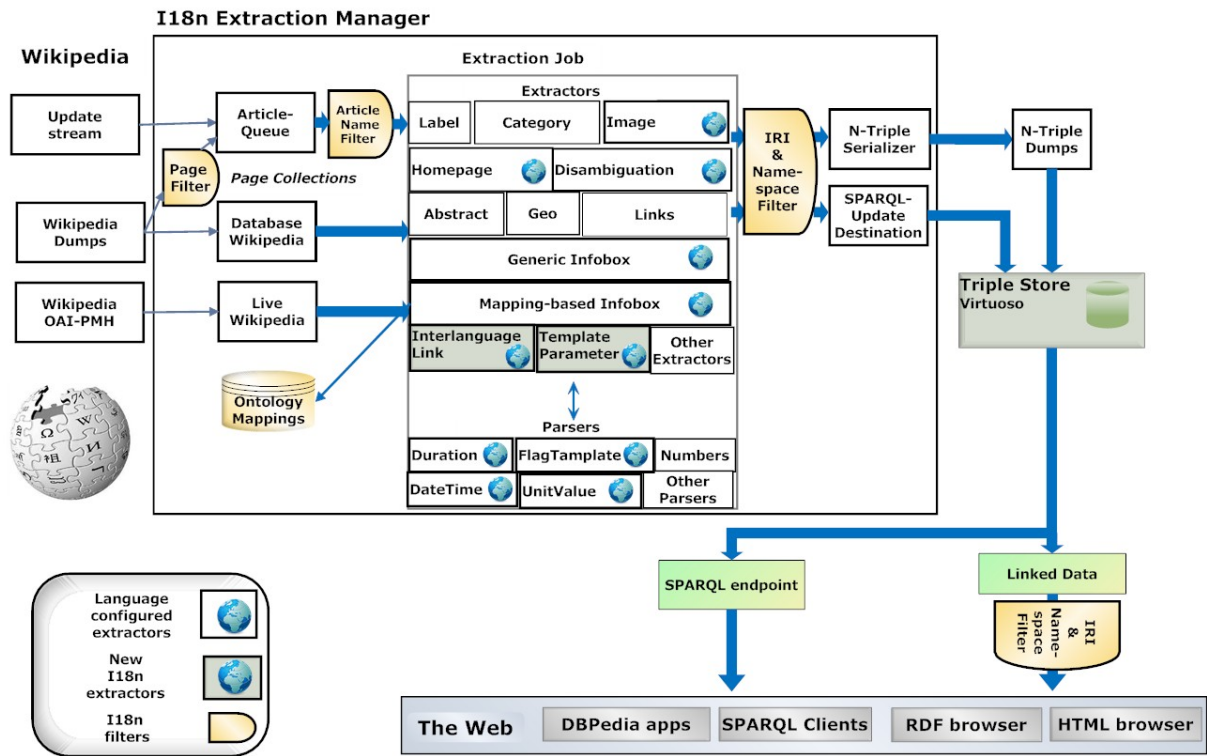 I18n Extraction Manager
Wikipedia
Update
stream
Wikipedia
Dumps
Wikipedia
OAI-PMH
Page
Filter
Article-
Queue
Article
Name
Filter
Page Collections
Database
Wikipedia
Live
Wikipedia
Ontology
Mappings
Extraction Job
Extractors
Label
Category
Image
Homepage
Disambiguation
Abstract
Geo
Links
Generic Infobox
Mapping-based Infobox
Interlanguage
Link
Template
Parameter
Other
Extractors
Parsers
Duration
FlagTamplate
Numbers
DateTime
UnitValue
Other
Parsers
IRI
&
Name-
space
Filter
N-Triple
Serializer
SPARQL-
Update
Destination
N-Triple
Dumps
Triple Store
Virtuoso
SPARQL endpoint
Linked Data
IRI
&
Name-
space
Filter
Language
configured
extractors
New
I18n
extractors
I18n
filters
The Web
DBPedia apps
SPARQL Clients
RDF browser
HTML browser